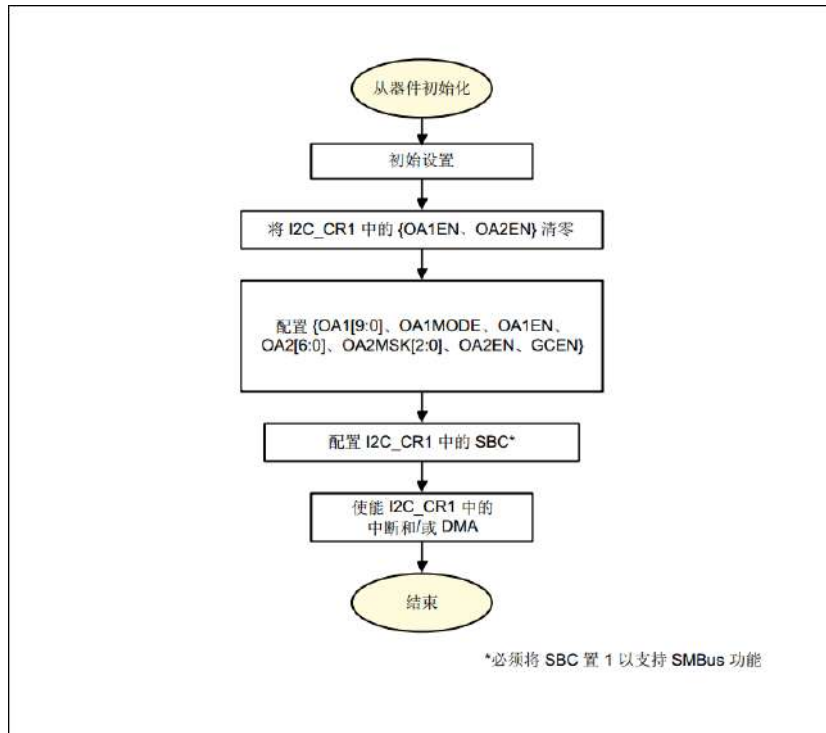 从器件初始化
初始设置
将 I2C_CR1 中的 {OA1EN、OA2EN} 清零
配置 {OA1[9:0]、OA1MODE、OA1EN、
OA2[6:0]、OA2MSK[2:0]、OA2EN、GCEN}
配置 I2C_CR1 中的 SBC*
使能 I2C_CR1 中的
中断和/或 DMA
结束
*必须将 SBC 置 1 以支持 SMBus 功能